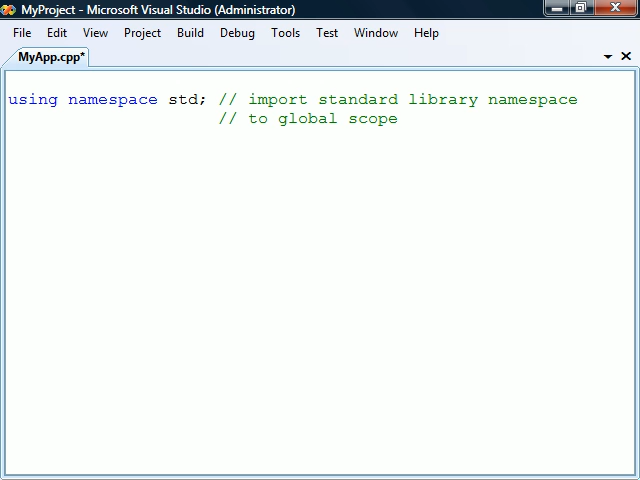 MyProject - Microsoft Visual Studio (Administrator)
File Edit View Project Build Debug Tools Test Window Help
MyApp.cpp*
using namespace std; // import standard library namespace
// to global scope